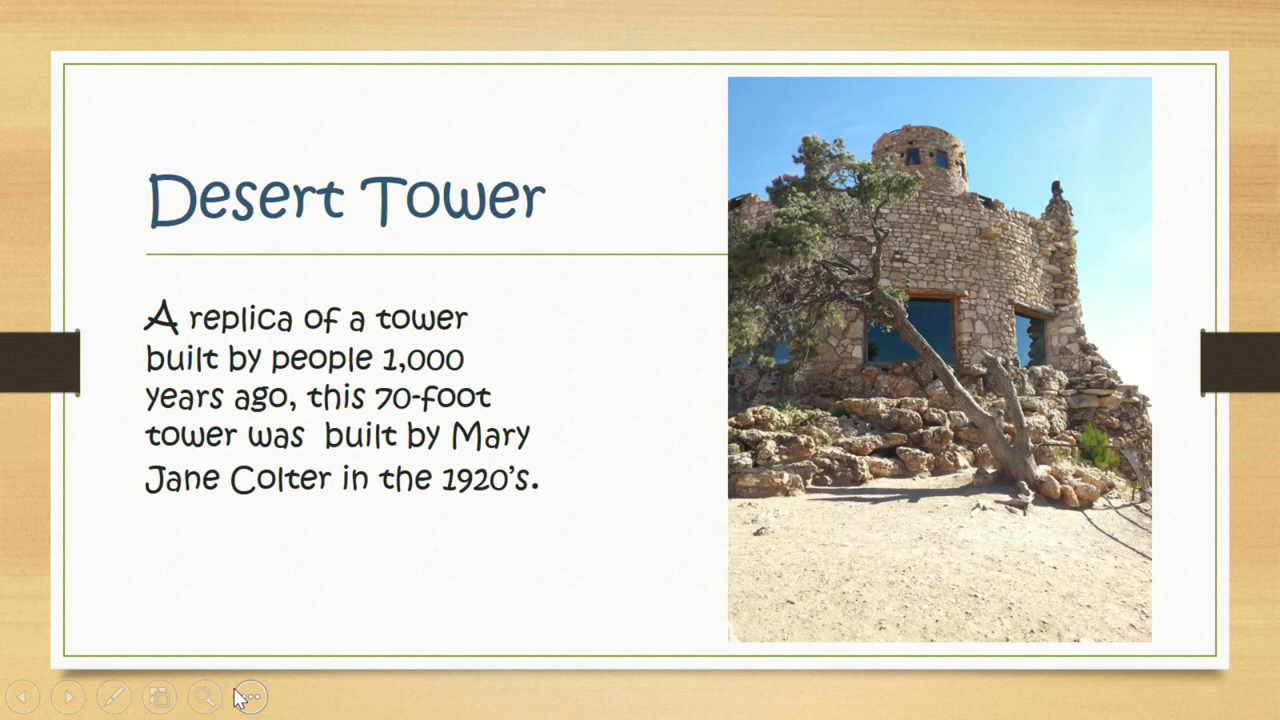 Desert Tower
A replica of a tower
built by people 1,000
years ago, this 70-foot
tower was  built by Mary
Jane Colter in the 1920’s.